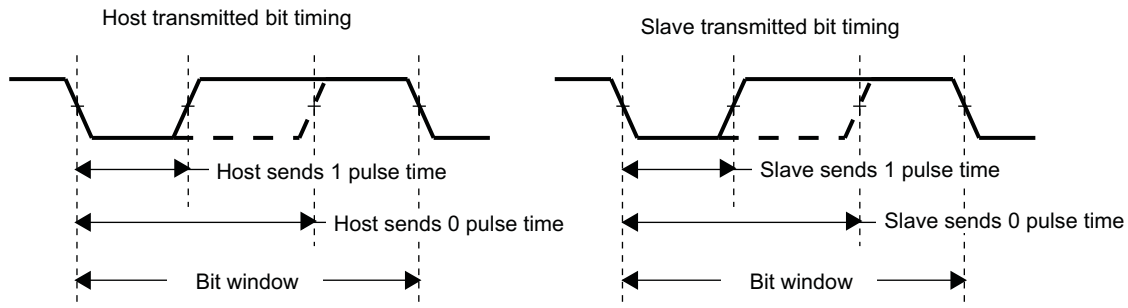 Host transmitted bit timing
Host sends 1 pulse time
Host sends 0 pulse time
Bit window
Slave transmitted bit timing
Slave sends 1 pulse time
Slave sends 0 pulse time
Bit window